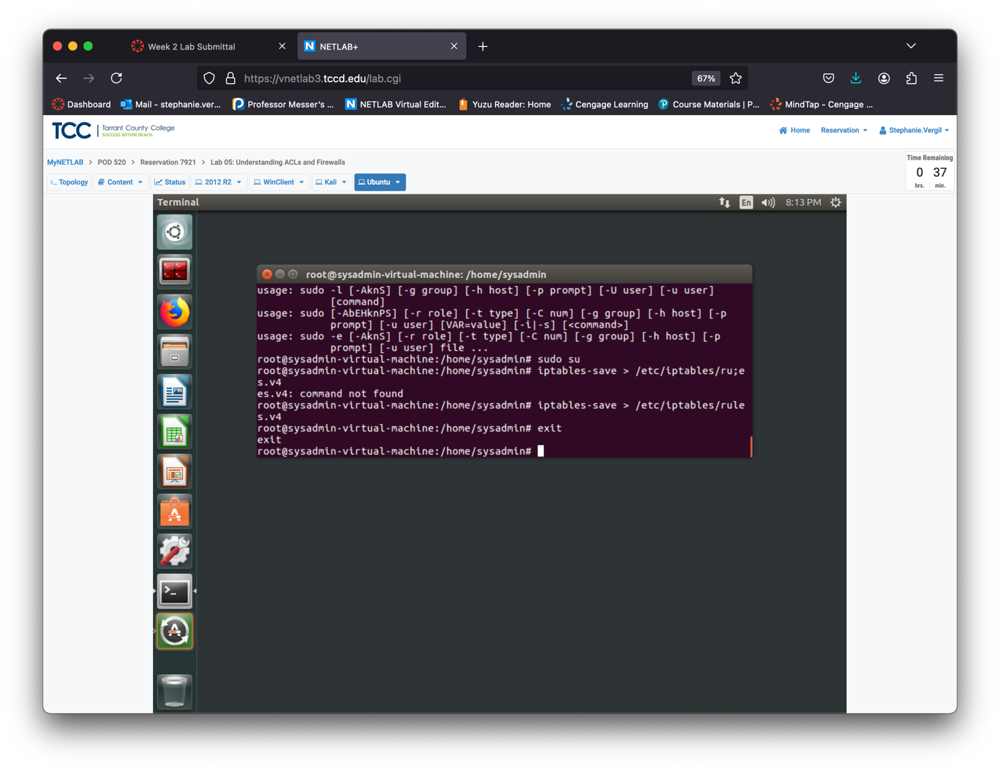 Week 2 Lab Submittal
NETLAB+
https://vnetlab3.tccd.edu/lab.cgi
67%
Dashboard
Mail - stephanie.ver...
Professor Messer's ...
NETLAB Virtual Edit...
Yuzu Reader: Home
Cengage Learning
Course Materials | P...
MindTap - Cengage ...
TCC
Tarrant County College
SUCCESS WITHIN REACH.
Home
Reservation
Stephanie.Vergil
MyNETLAB > POD 520 > Reservation 7921 > Lab 05: Understanding ACLs and Firewalls
Time Remaining
0 37
hrs. min.
>_ Topology
Content
Status
2012 R2
WinClient
Kali
Ubuntu
Terminal
En
8:13 PM
root@sysadmin-virtual-machine: /home/sysadmin
usage: sudo -l [-AknS] [-g group] [-h host] [-p prompt] [-U user] [-u user]
[command]
usage: sudo [-AbEHknPS] [-r role] [-t type] [-C num] [-g group] [-h host] [-p
prompt] [-u user] [VAR=value] [-i|-s] [<command>]
usage: sudo -e [-AknS] [-r role] [-t type] [-C num] [-g group] [-h host] [-p
prompt] [-u user] file ...
root@sysadmin-virtual-machine:/home/sysadmin# sudo su
root@sysadmin-virtual-machine:/home/sysadmin# iptables-save > /etc/iptables/ru;e
s.v4
es.v4: command not found
root@sysadmin-virtual-machine:/home/sysadmin# iptables-save > /etc/iptables/rule
s.v4
root@sysadmin-virtual-machine:/home/sysadmin# exit
exit
root@sysadmin-virtual-machine:/home/sysadmin#